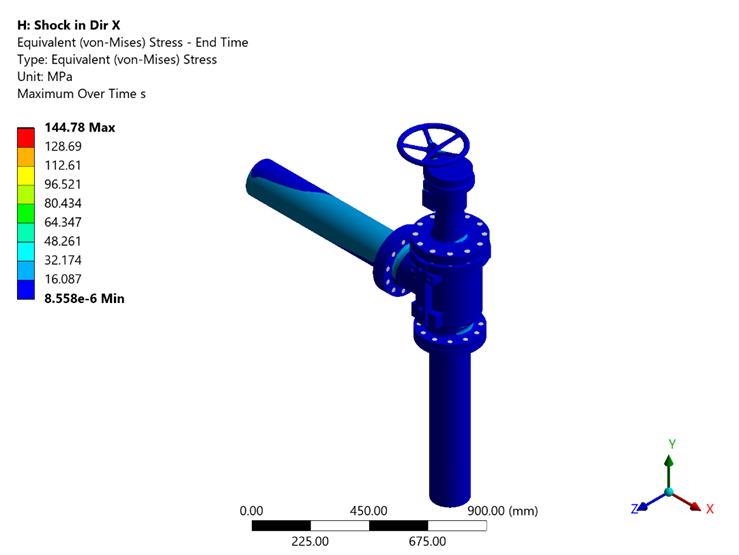 H: Shock in Dir X
Equivalent (von-Mises) Stress - End Time
Type: Equivalent (von-Mises) Stress
Unit: MPa
Maximum Over Time s
144.78 Max
128.69
112.61
96.521
80.434
64.347
48.261
32.174
16.087
8.558e-6 Min
0.00 450.00 900.00 (mm)
225.00 675.00
Y
Z X